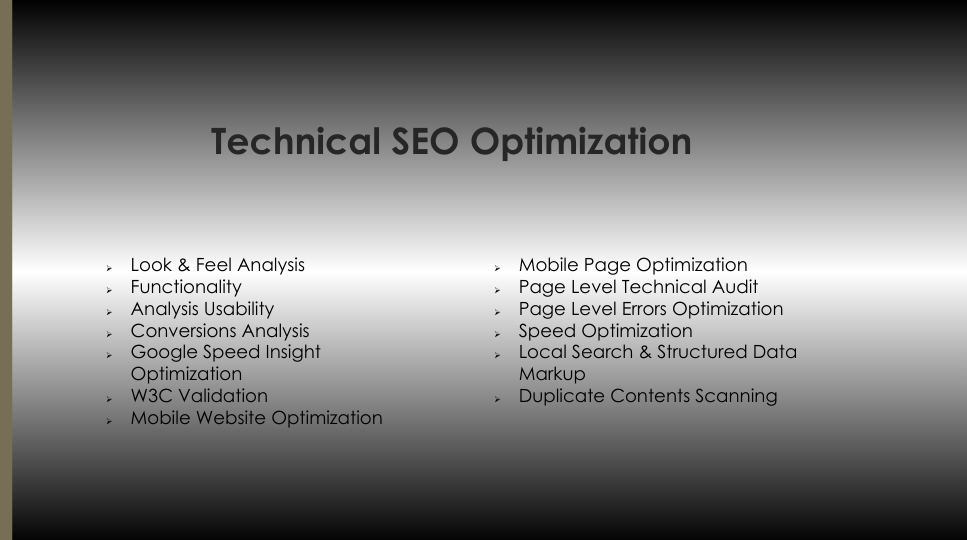 Technical SEO Optimization
Look & Feel Analysis
Functionality
Analysis Usability
Conversions Analysis
Google Speed Insight
Optimization
W3C Validation
Mobile Website Optimization
Mobile Page Optimization
Page Level Technical Audit
Page Level Errors Optimization
Speed Optimization
Local Search & Structured Data
Markup
Duplicate Contents Scanning